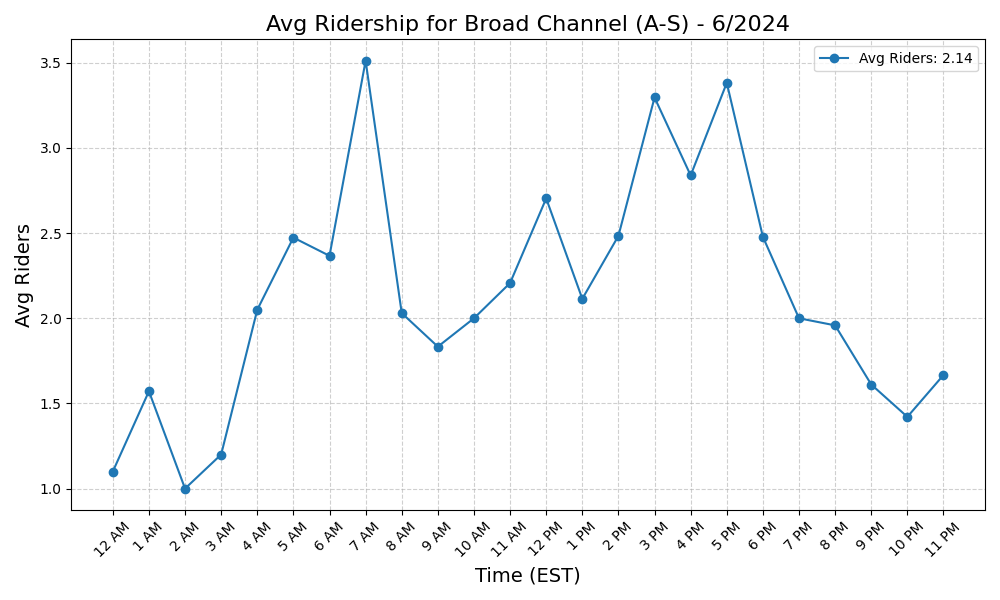 Avg Ridership for Broad Channel (A-S) - 6/2024
Avg Riders: 2.14
Avg Riders
3.5
3.0
2.5
2.0
1.5
1.0
12 AM
1 AM
2 AM
3 AM
4 AM
5 AM
6 AM
7 AM
8 AM
9 AM
10 AM
11 AM
12 PM
1 PM
2 PM
3 PM
4 PM
5 PM
6 PM
7 PM
8 PM
9 PM
10 PM
11 PM
Time (EST)